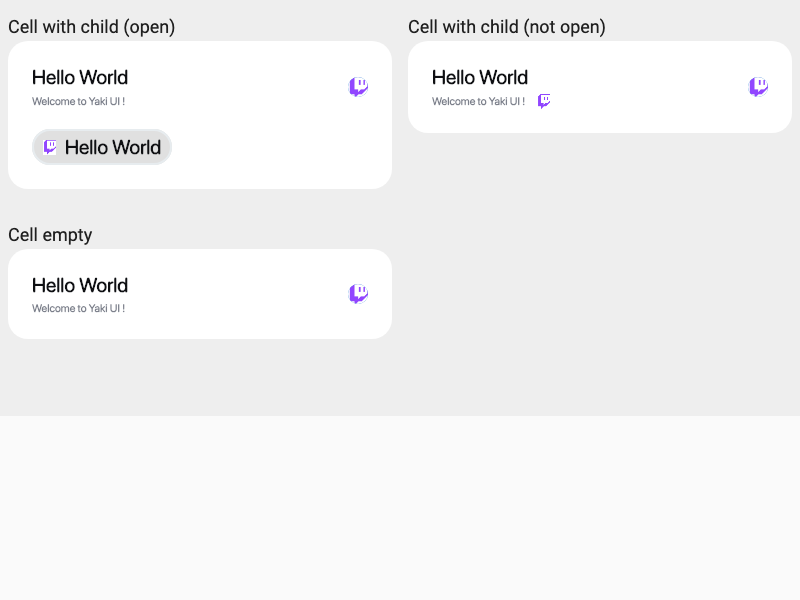 Cell with child (open)
Hello World
Welcome to Yaki UI !
Hello World
Cell with child (not open)
Hello World
Welcome to Yaki UI !
Cell empty
Hello World
Welcome to Yaki UI !